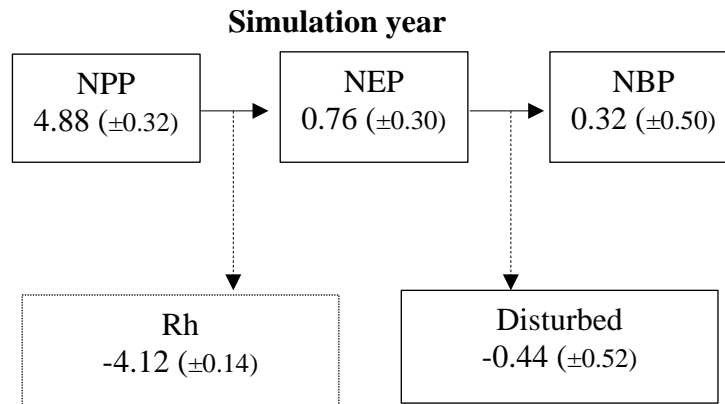 Simulation year
NPP
4.88 (±0.32)
NEP
0.76 (±0.30)
NBP
0.32 (±0.50)
Rh
-4.12 (±0.14)
Disturbed
-0.44 (±0.52)